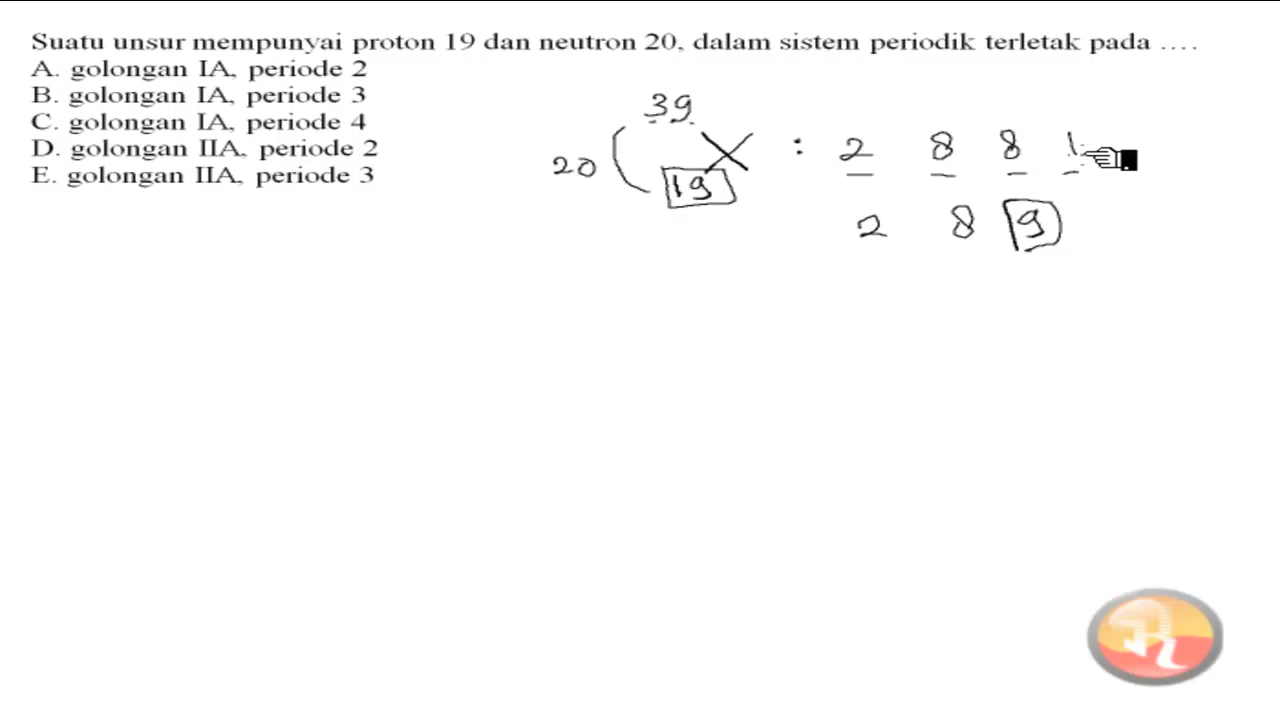 Suatu unsur mempunyai proton 19 dan neutron 20, dalam sistem periodik terletak pada ....
A. golongan IA, periode 2
B. golongan IA, periode 3
C. golongan IA, periode 4
D. golongan IIA, periode 2
E. golongan IIA, periode 3
39
20 ( X : 2 8 8 1
19
2 8 9